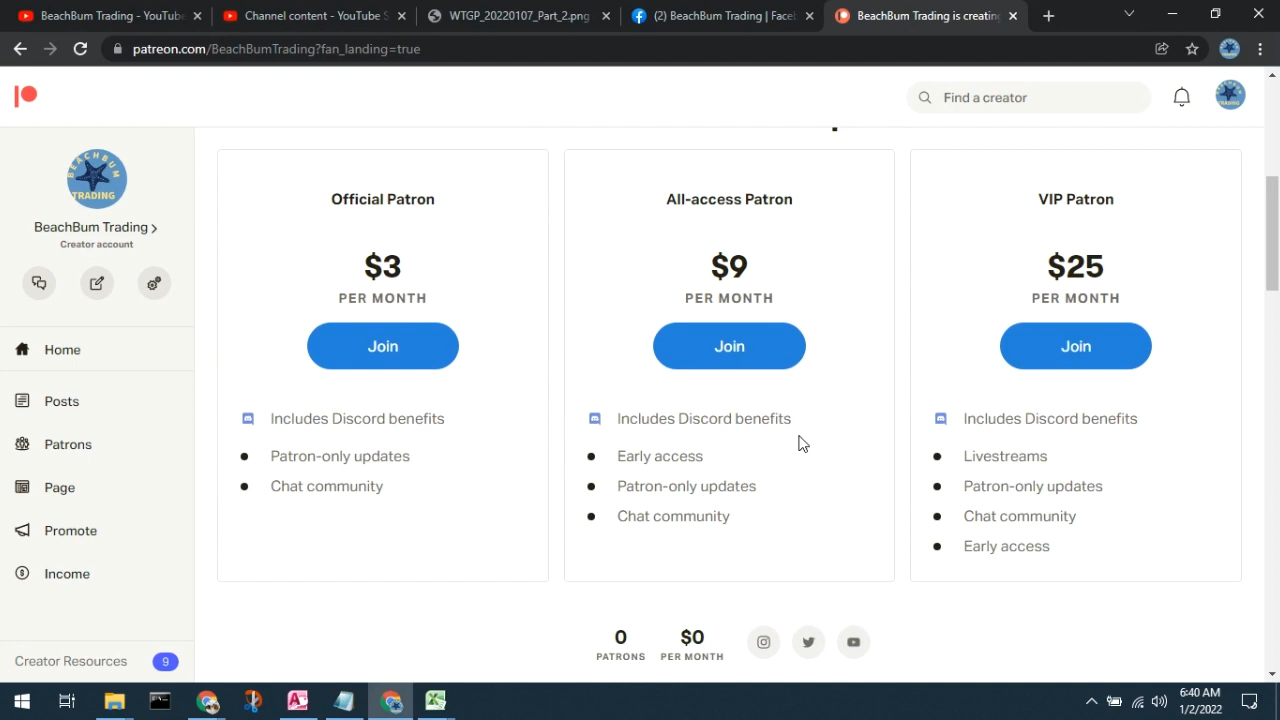 BeachBum Trading - YouTube
Channel content - YouTube S
WTGP_20220107_Part_2.png
(2) BeachBum Trading | Face
BeachBum Trading is creating
patreon.com/BeachBumTrading?fan_landing=true
Find a creator
BEACHBUM
TRADING
BeachBum Trading
Creator account
Home
Posts
Patrons
Page
Promote
Income
Creator Resources 9
Official Patron
$3
PER MONTH
Join
Includes Discord benefits
Patron-only updates
Chat community
All-access Patron
$9
PER MONTH
Join
Includes Discord benefits
Early access
Patron-only updates
Chat community
VIP Patron
$25
PER MONTH
Join
Includes Discord benefits
Livestreams
Patron-only updates
Chat community
Early access
0
PATRONS
$0
PER MONTH
6:40 AM
1/2/2022